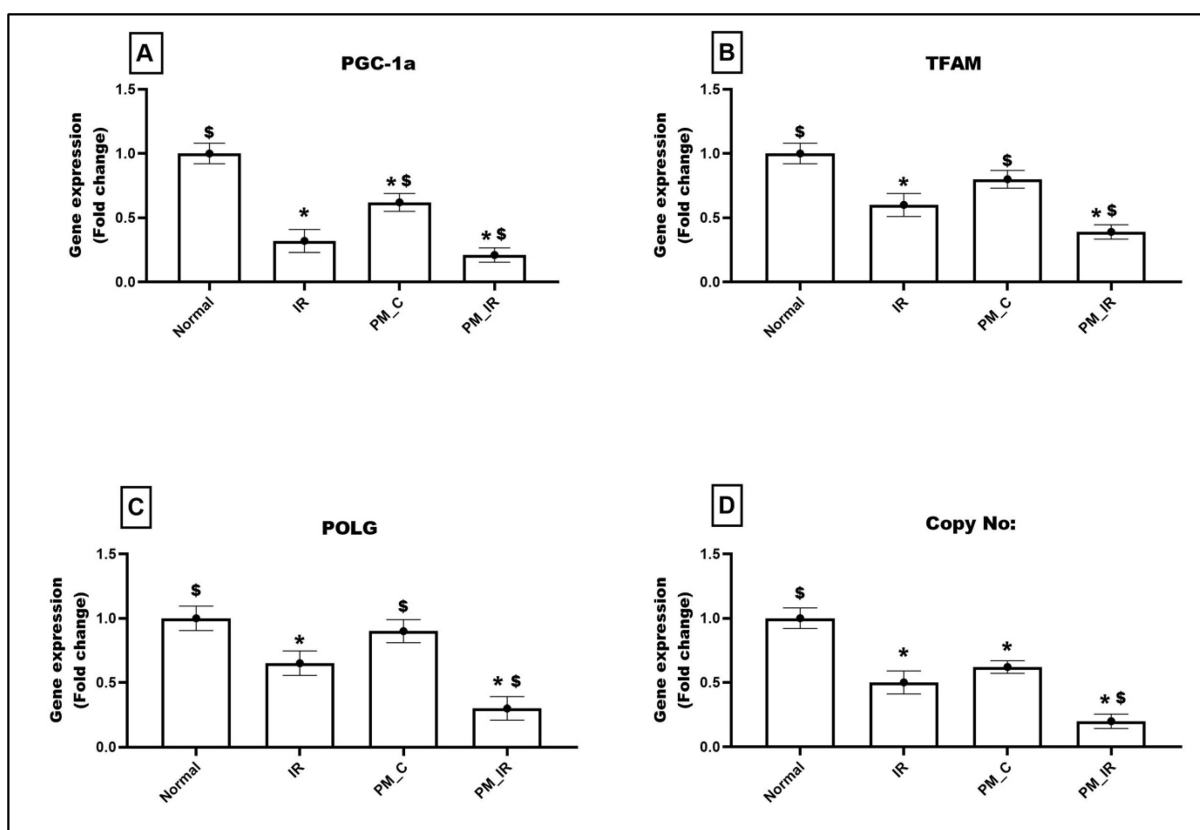 A
PGC-1a
Gene expression
(Fold change)
1.5
1.0
0.5
0.0
$
*
* $
* $
Normal
IR
PM_C
PM_IR
B
TFAM
Gene expression
(Fold change)
1.5
1.0
0.5
0.0
$
*
$
* $
Normal
IR
PM_C
PM_IR
C
POLG
Gene expression
(Fold change)
1.5
1.0
0.5
0.0
$
*
$
* $
Normal
IR
PM_C
PM_IR
D
Copy No:
Gene expression
(Fold change)
1.5
1.0
0.5
0.0
$
*
*
* $
Normal
IR
PM_C
PM_IR